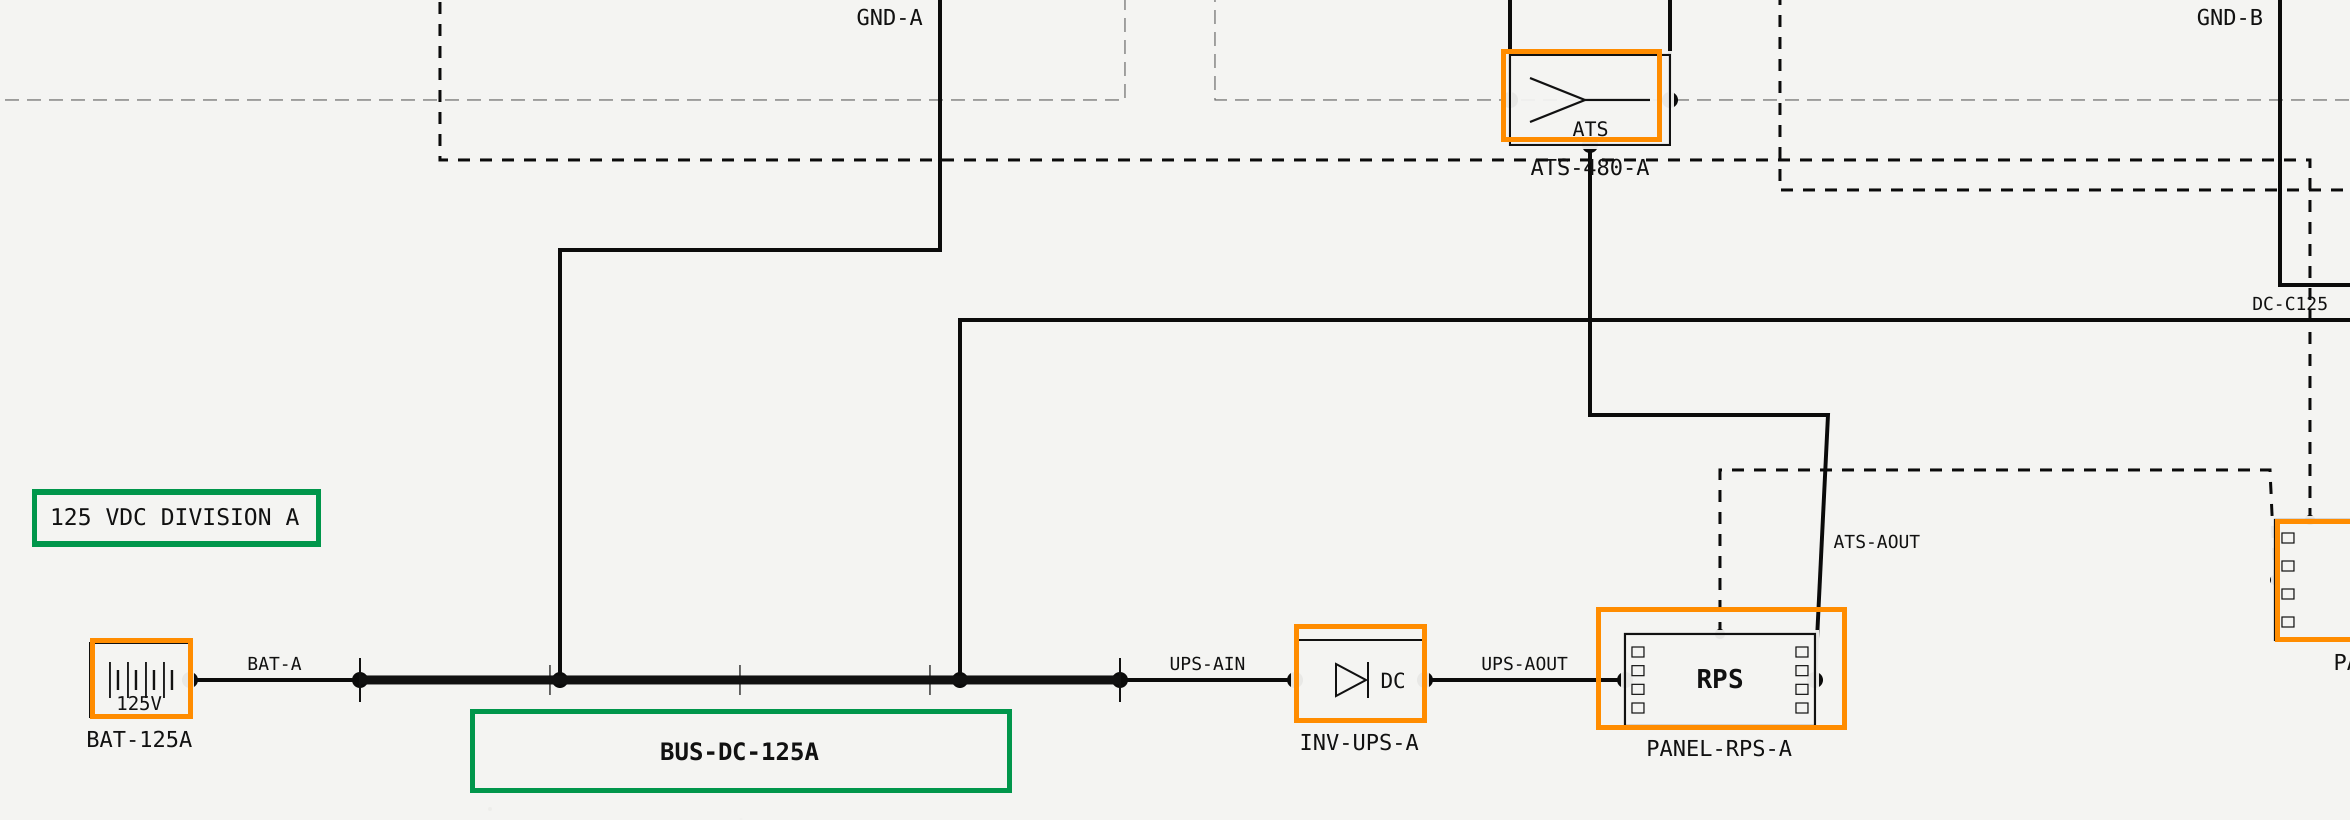 GND-A
GND-B
ATS
ATS-480-A
DC-C125
125 VDC DIVISION A
ATS-AOUT
BAT-A
UPS-AIN
UPS-AOUT
125V
DC
RPS
BAT-125A
BUS-DC-125A
INV-UPS-A
PANEL-RPS-A